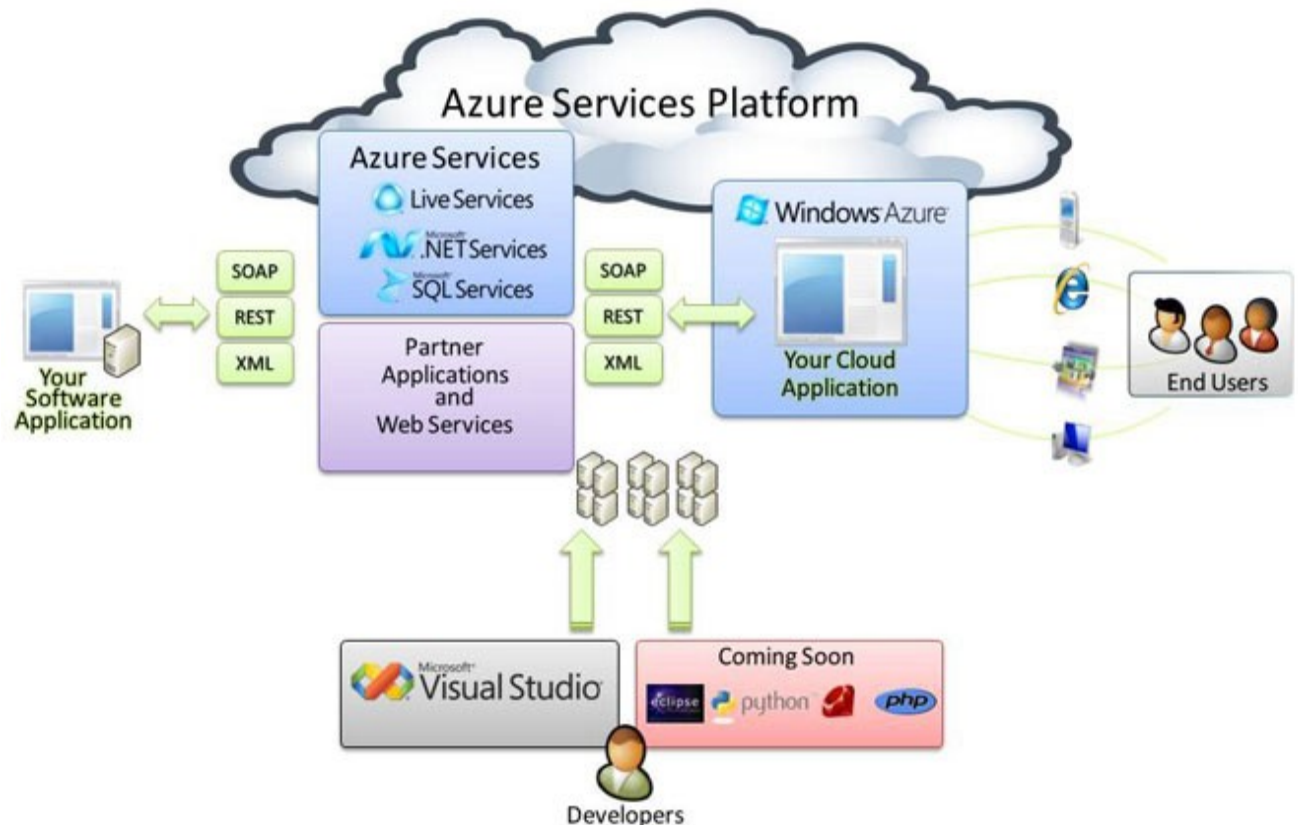 Azure Services Platform
Azure Services
Live Services
Microsoft
.NET Services
Microsoft
SQL Services
Windows Azure
SOAP
REST
XML
SOAP
REST
XML
Your
Software
Application
Partner
Applications
and
Web Services
Your Cloud
Application
End Users
Microsoft
Visual Studio
Coming Soon
eclipse
python
php
Developers